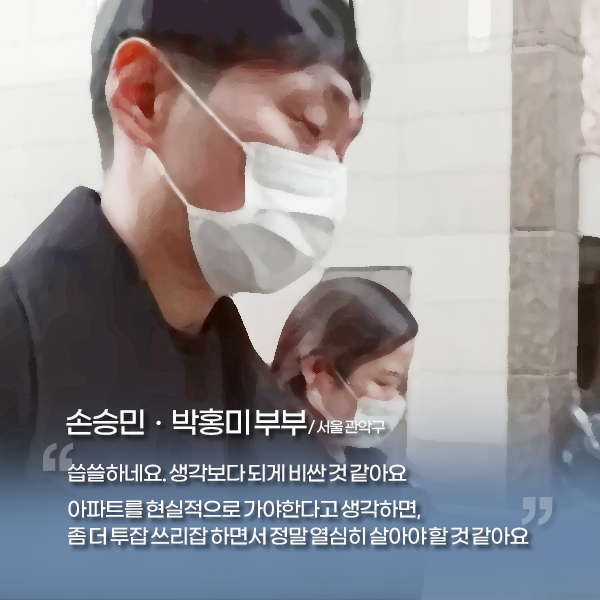 손승민 · 박홍미 부부 / 서울 관악구
“씁쓸하네요. 생각보다 되게 비싼 것 같아요
아파트를 현실적으로 가야한다고 생각하면,
좀 더 투잡 쓰리잡 하면서 정말 열심히 살아야 할 것 같아요”